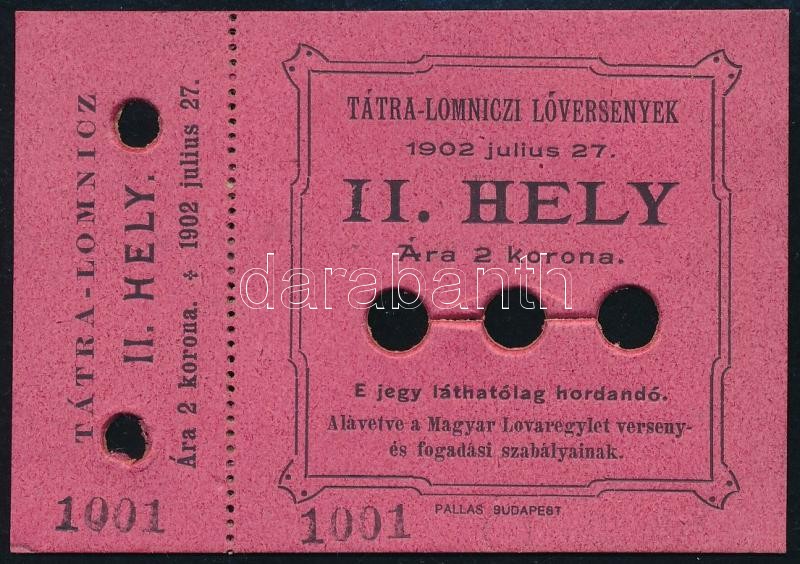 TÁTRA-LOMNICZ
II. HELY.
Ára 2 korona. + 1902 julius 27.
1001
TÁTRA-LOMNICZI LÓVERSENYEK
1902 julius 27.
II. HELY
Ára 2 korona.
darabanth
E jegy láthatólag hordandó.
Alávetve a Magyar Lovaregylet verseny-
és fogadási szabályainak.
1001
PALLAS BUDAPEST